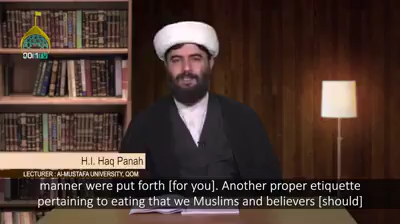 H.I. Haq Panah
LECTURER : Al-MUSTAFA UNIVERSITY, QOM
manner were put forth [for you]. Another proper etiquette
pertaining to eating that we Muslims and believers [should]